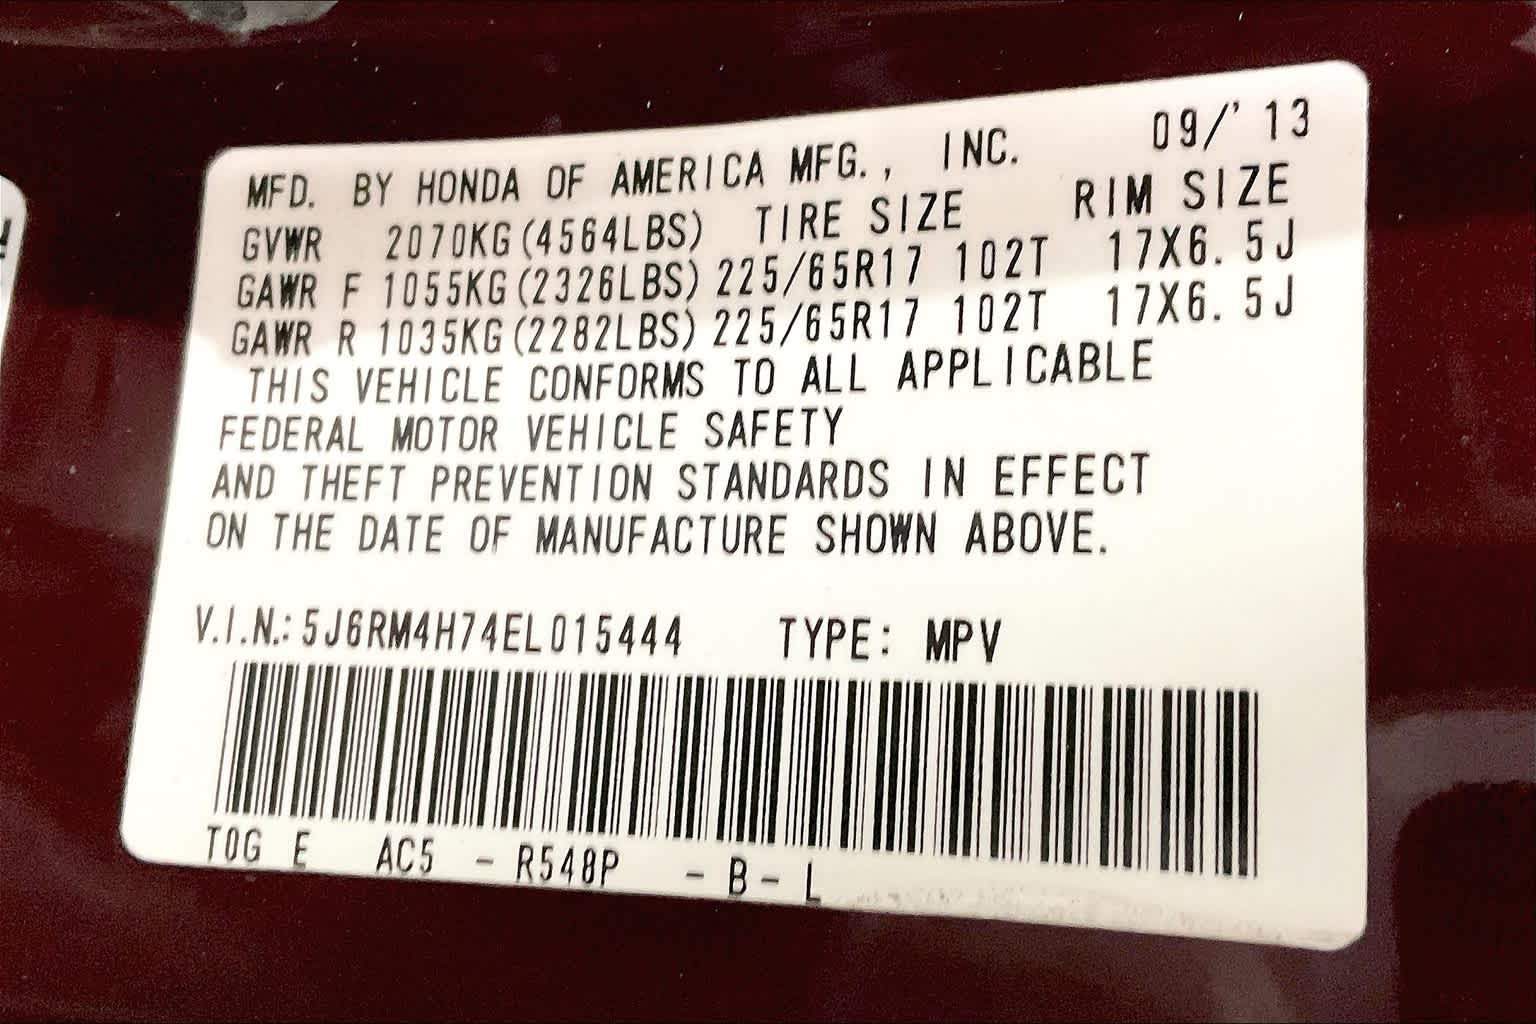 MFD. BY HONDA OF AMERICA MFG., INC. 09/'13
GVWR 2070KG(4564LBS) TIRE SIZE RIM SIZE
GAWR F 1055KG(2326LBS) 225/65R17 102T 17X6.5J
GAWR R 1035KG(2282LBS) 225/65R17 102T 17X6.5J
THIS VEHICLE CONFORMS TO ALL APPLICABLE
FEDERAL MOTOR VEHICLE SAFETY
AND THEFT PREVENTION STANDARDS IN EFFECT
ON THE DATE OF MANUFACTURE SHOWN ABOVE.
V.I.N.: 5J6RM4H74EL015444 TYPE: MPV
T0G E AC5 - R548P - B - L